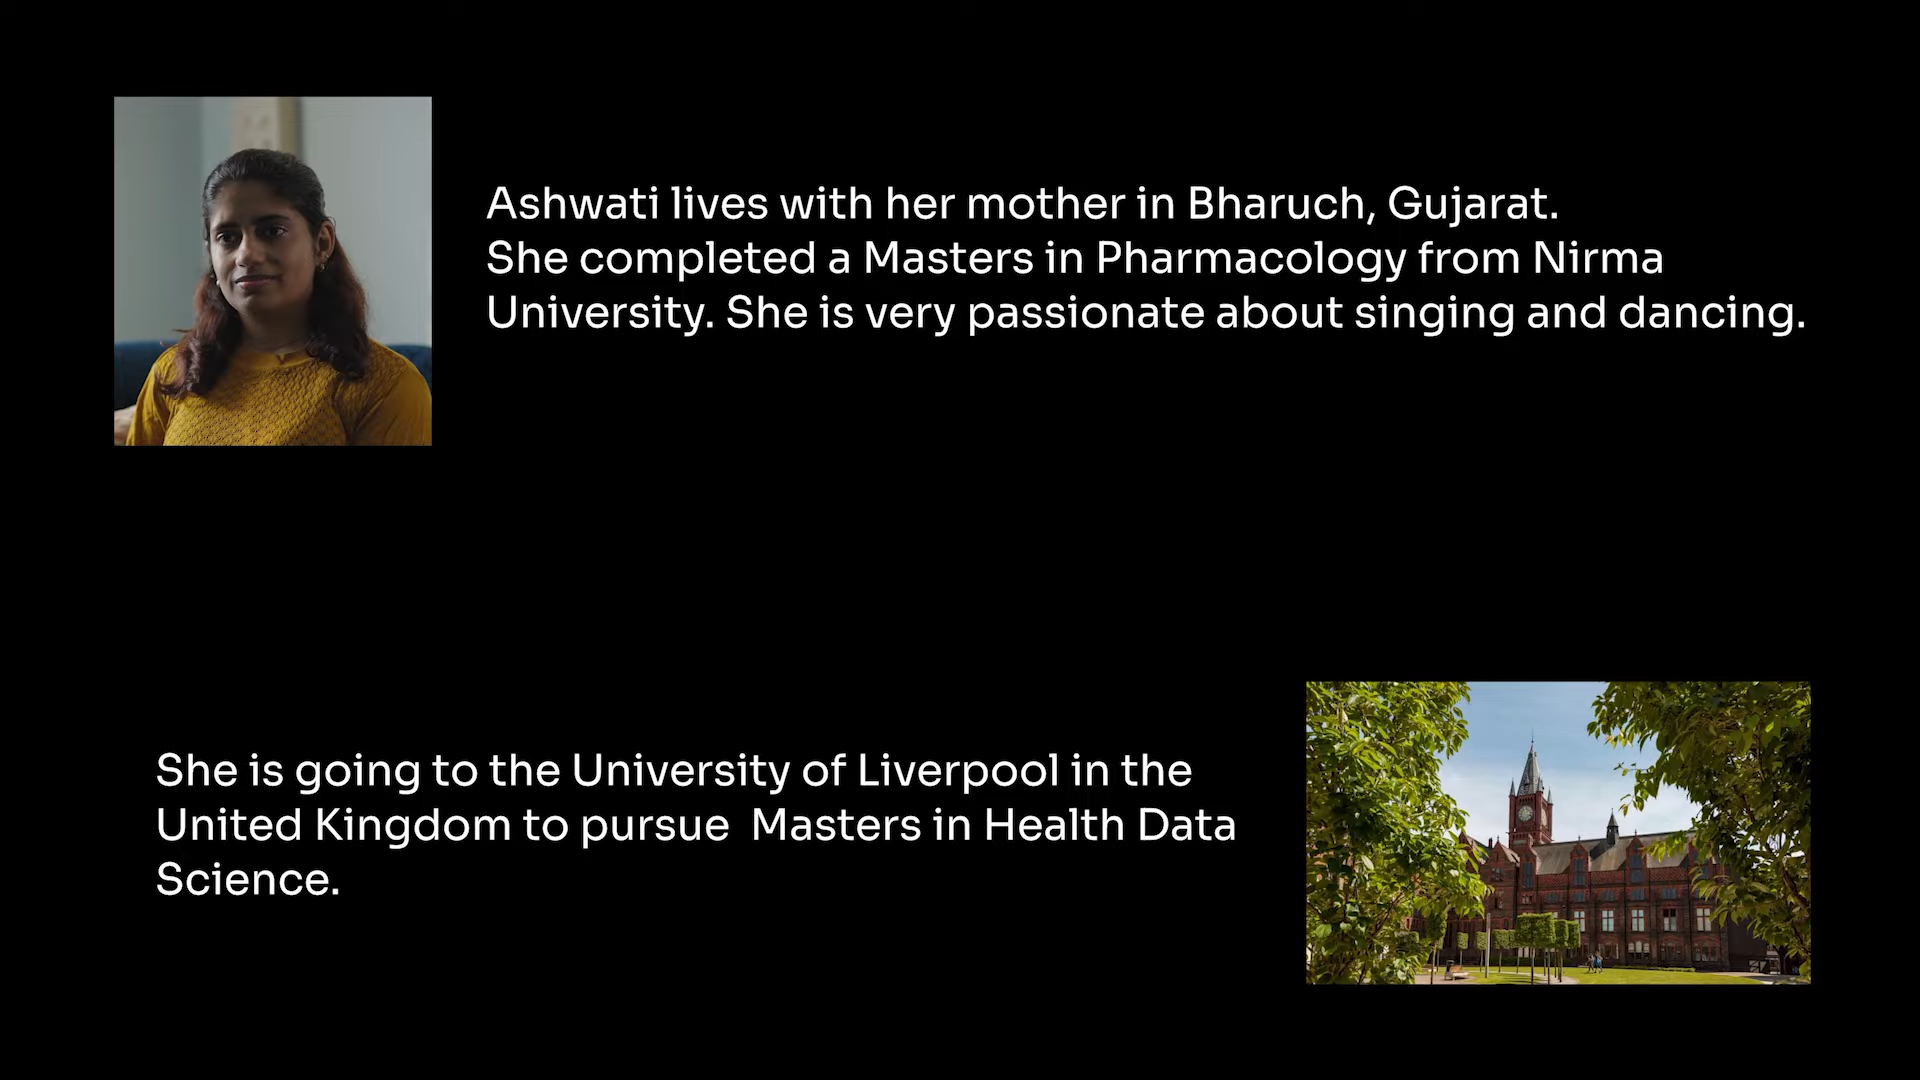 Ashwati lives with her mother in Bharuch, Gujarat.
She completed a Masters in Pharmacology from Nirma
University. She is very passionate about singing and dancing.
She is going to the University of Liverpool in the
United Kingdom to pursue  Masters in Health Data
Science.